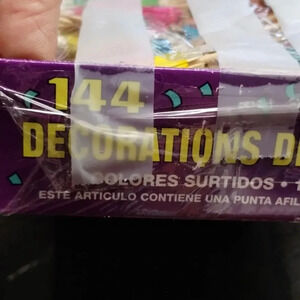 144
DECORATIONS D
COLORES SURTIDOS •
ESTE ARTICULO CONTIENE UNA PUNTA AFIL